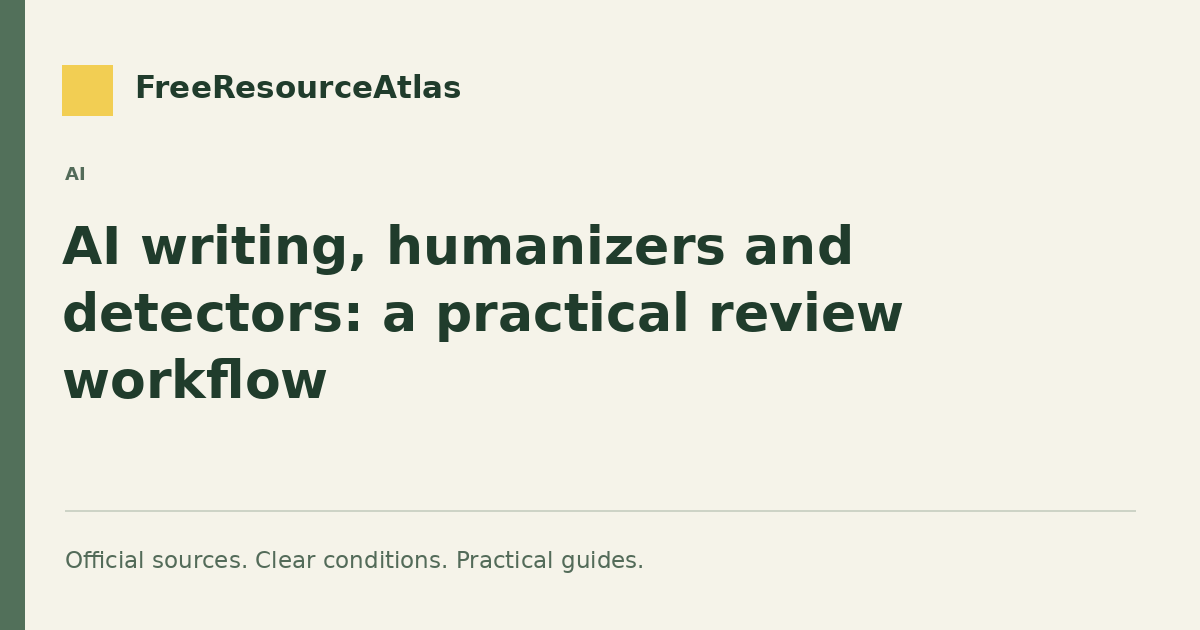 FreeResourceAtlas
AI
AI writing, humanizers and
detectors: a practical review
workflow
Official sources. Clear conditions. Practical guides.